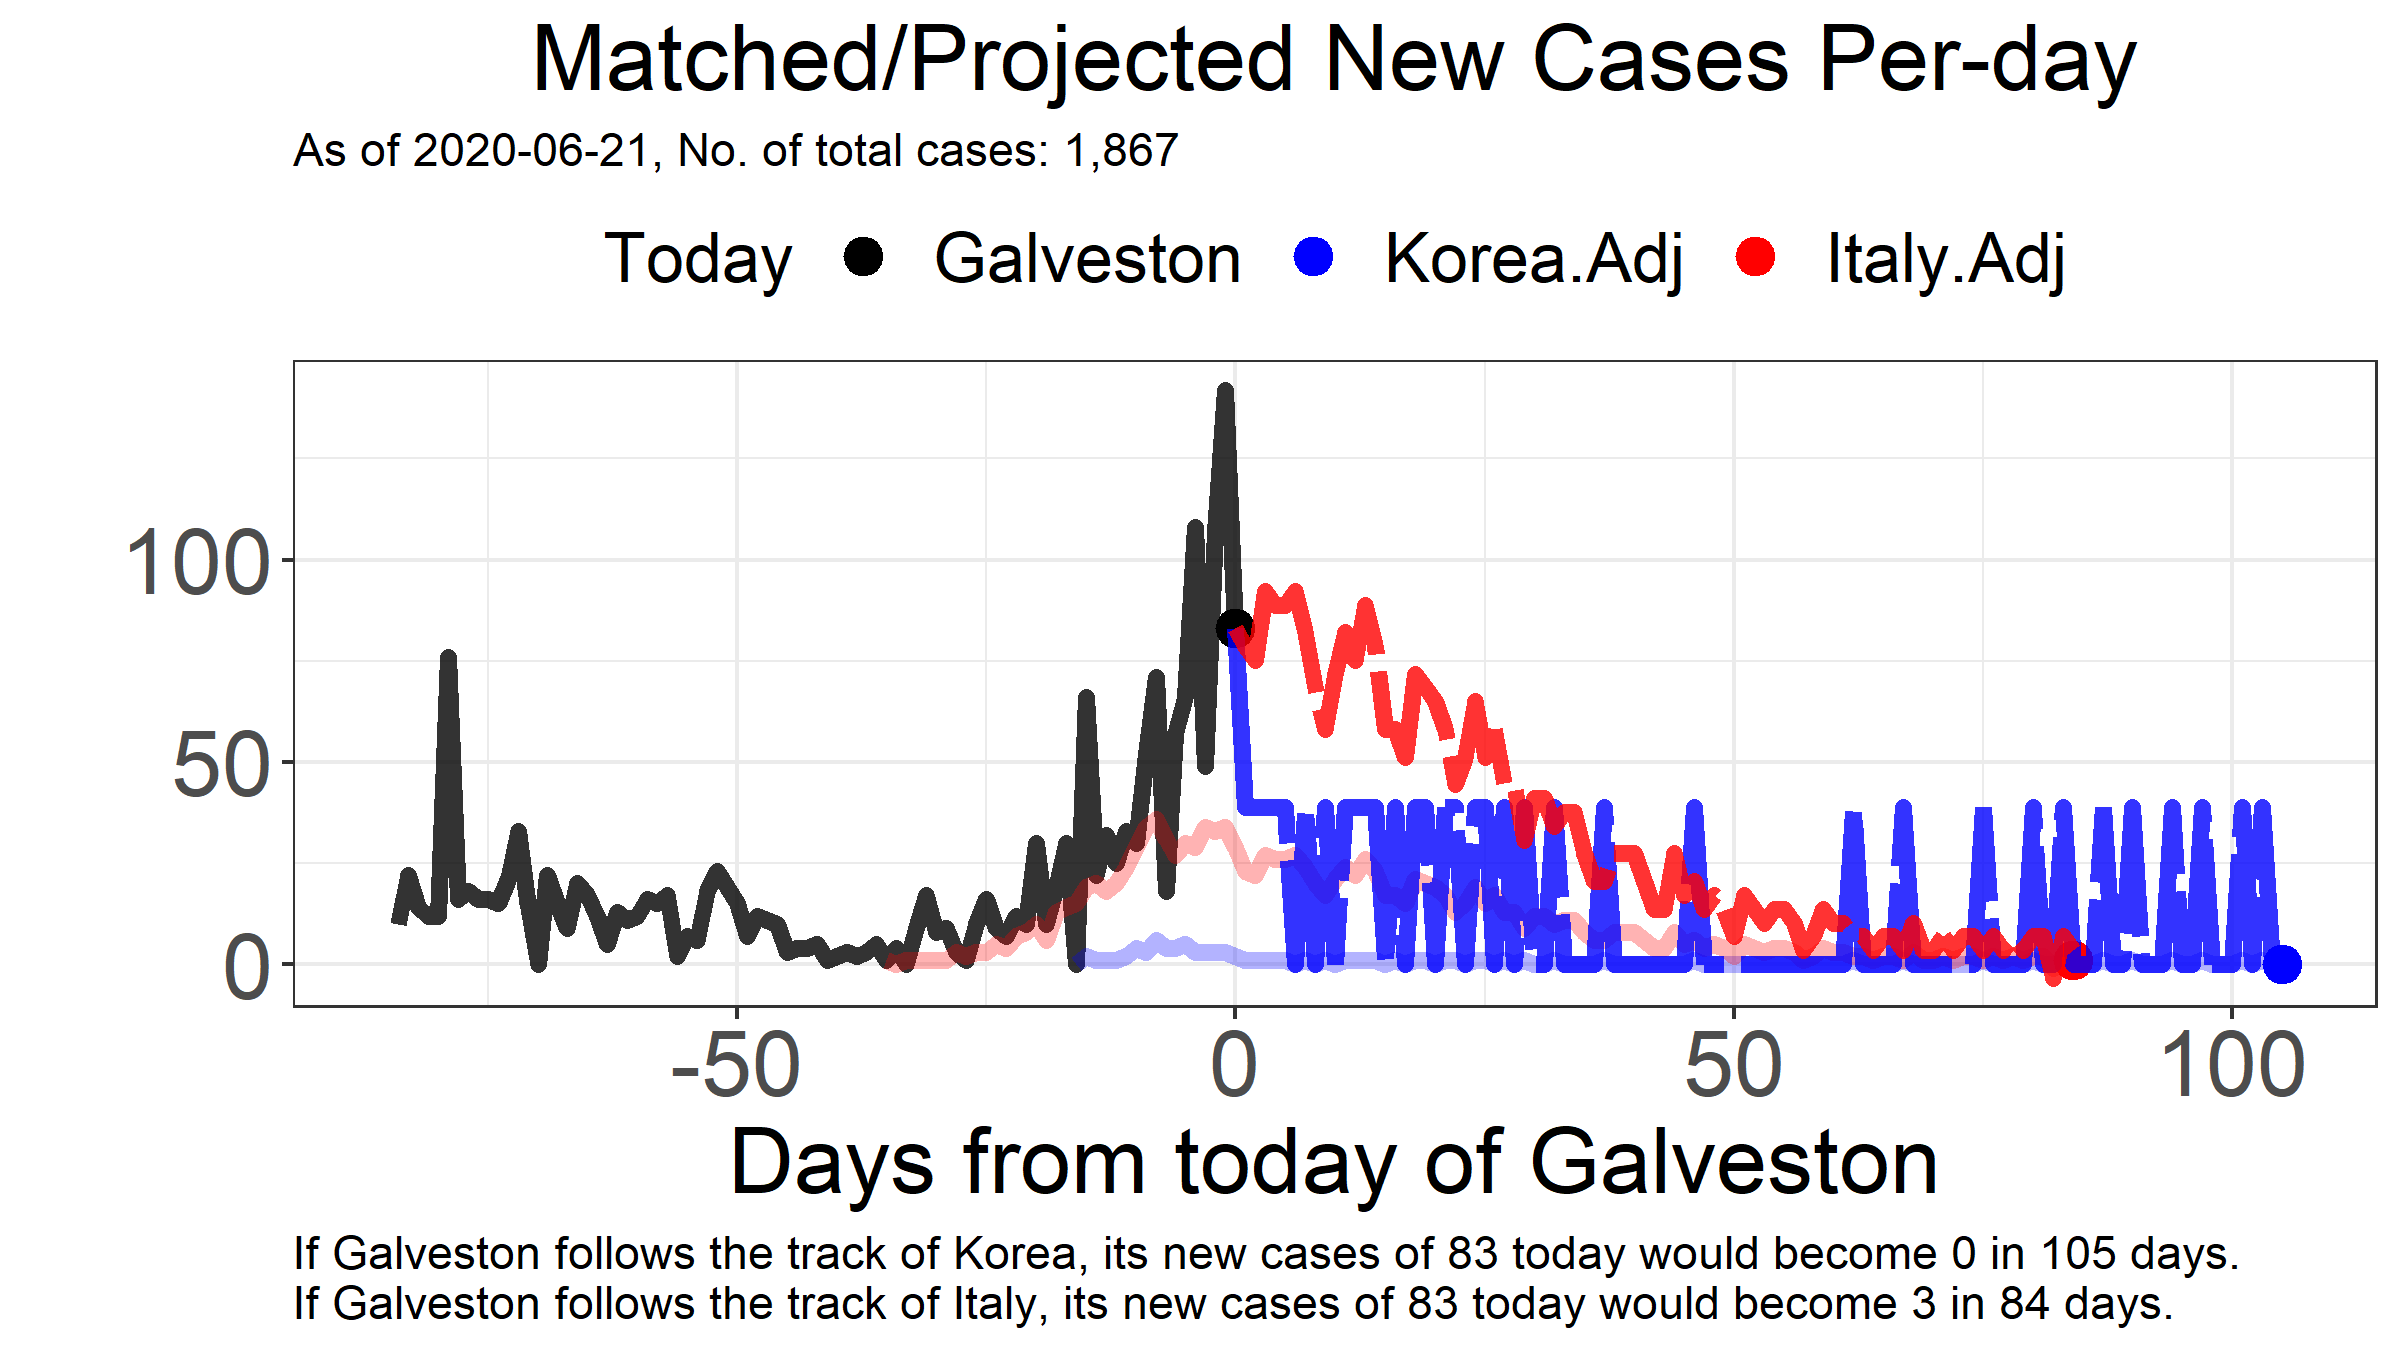 Matched/Projected New Cases Per-day
As of 2020-06-21, No. of total cases: 1,867
Today Galveston Korea.Adj Italy.Adj
100
50
0
-50 0 50 100
Days from today of Galveston
If Galveston follows the track of Korea, its new cases of 83 today would become 0 in 105 days.
If Galveston follows the track of Italy, its new cases of 83 today would become 3 in 84 days.